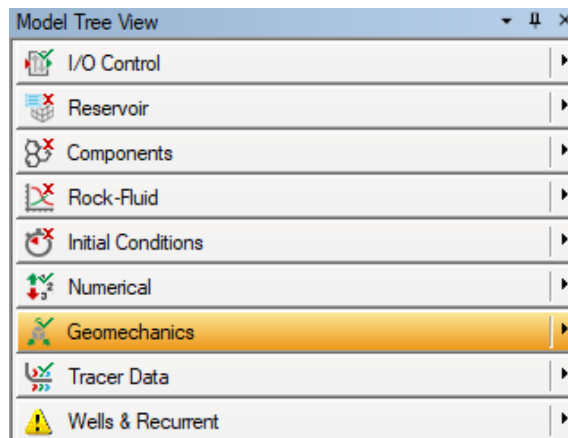 Model Tree View
I/O Control
Reservoir
Components
Rock-Fluid
Initial Conditions
Numerical
Geomechanics
Tracer Data
Wells & Recurrent